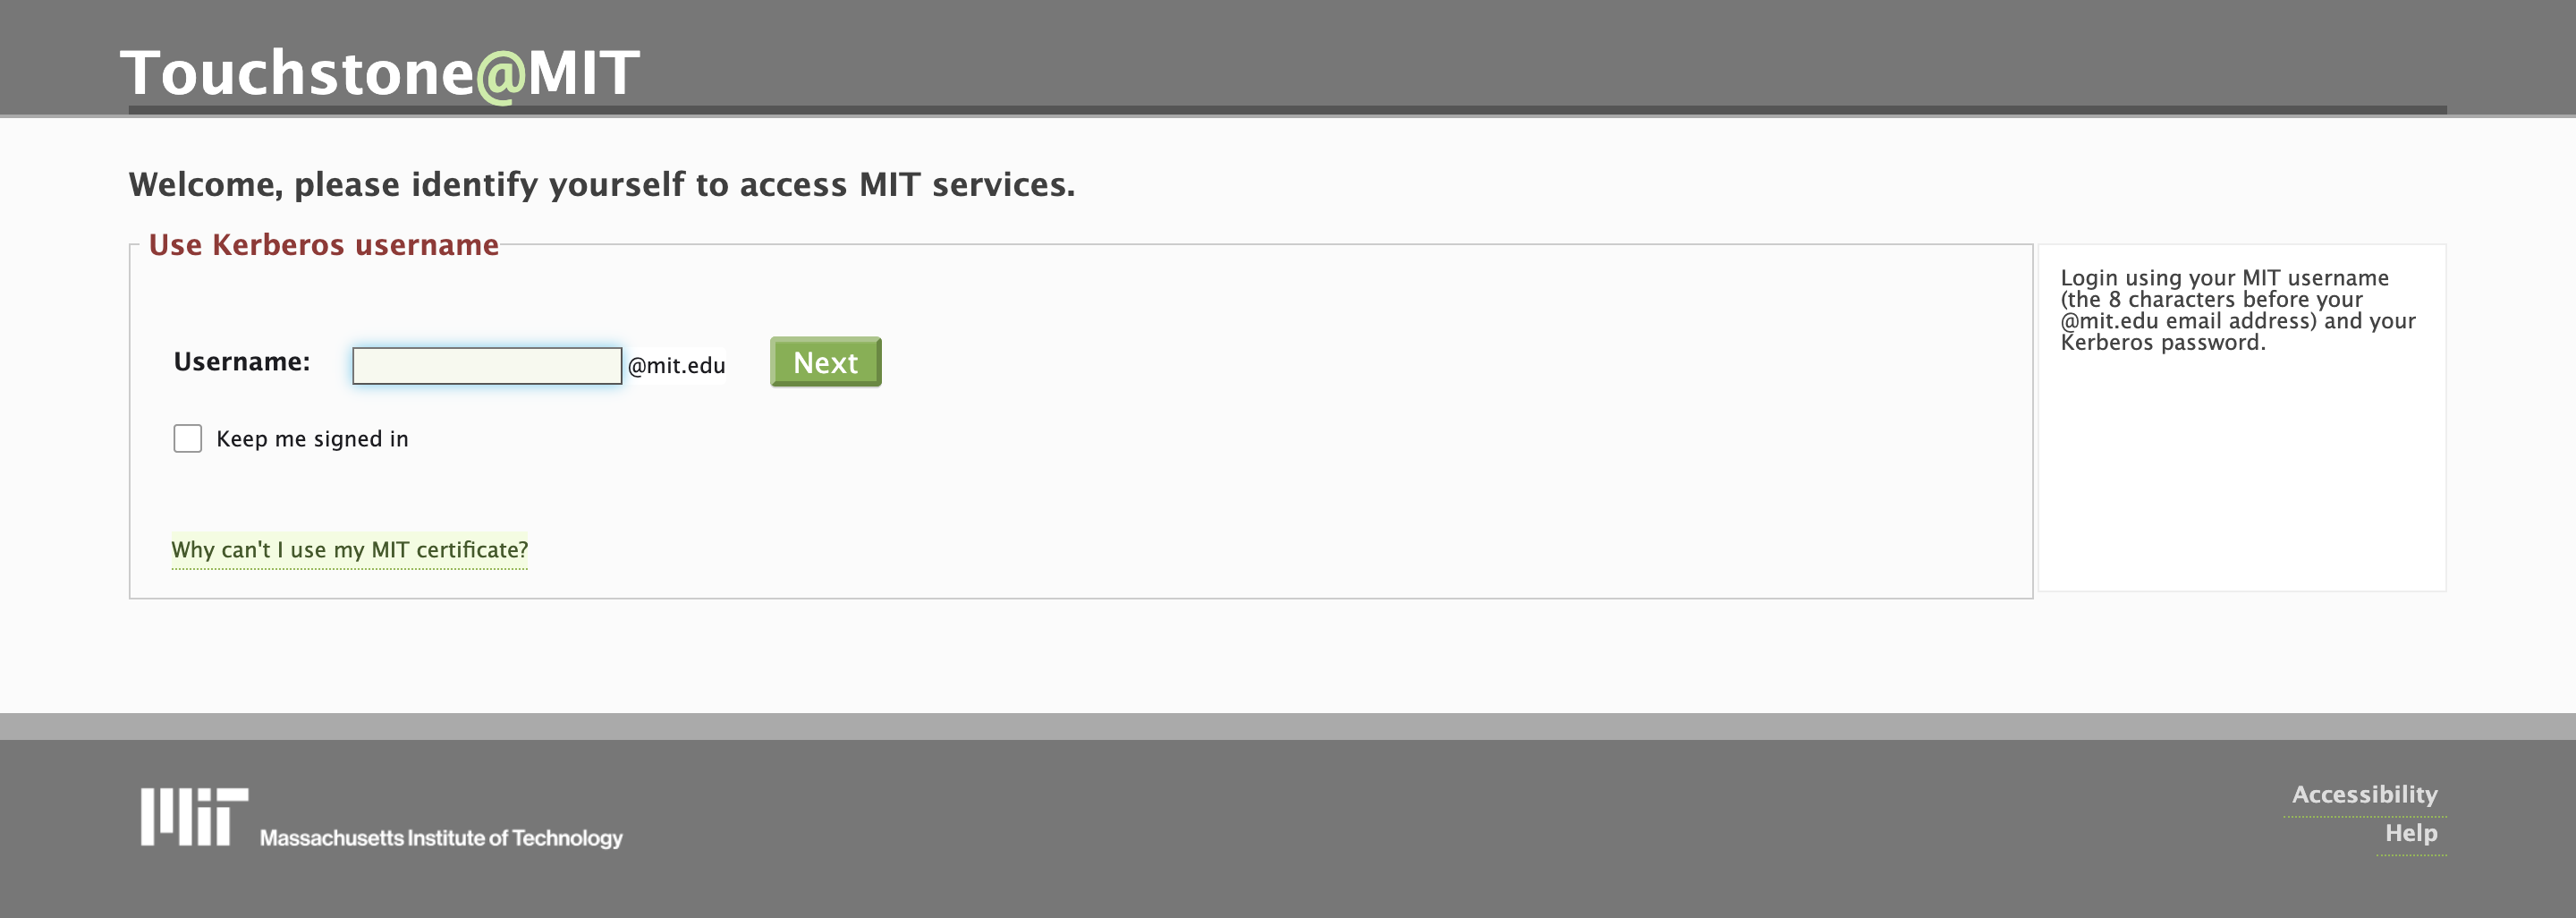 Touchstone@MIT
Welcome, please identify yourself to access MIT services.
Use Kerberos username
Username:
@mit.edu
Next
Keep me signed in
Why can't I use my MIT certificate?
Login using your MIT username
(the 8 characters before your
@mit.edu email address) and your
Kerberos password.
MIT
Massachusetts Institute of Technology
Accessibility
Help